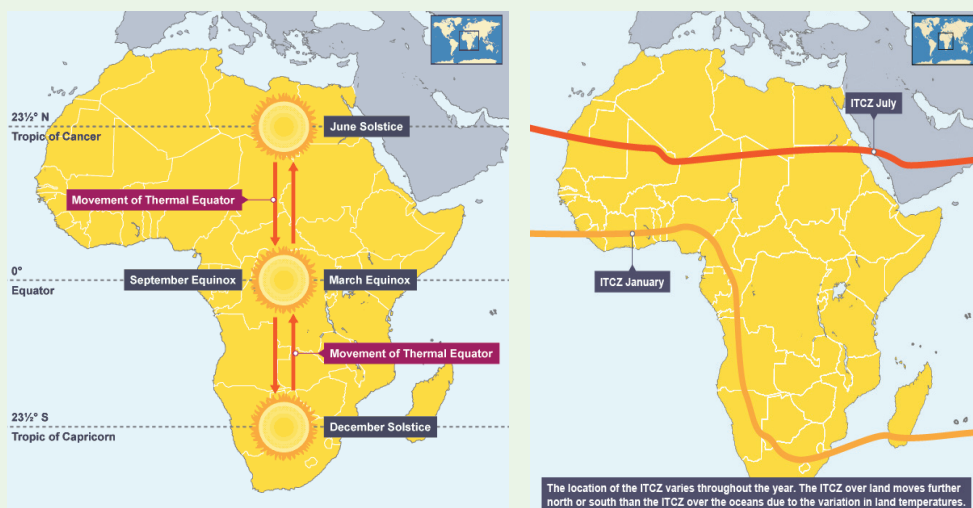 23½° N
Tropic of Cancer
June Solstice
Movement of Thermal Equator
0°
Equator
September Equinox
March Equinox
Movement of Thermal Equator
23½° S
Tropic of Capricorn
December Solstice
ITCZ July
ITCZ January
The location of the ITCZ varies throughout the year. The ITCZ over land moves further
north or south than the ITCZ over the oceans due to the variation in land temperatures.